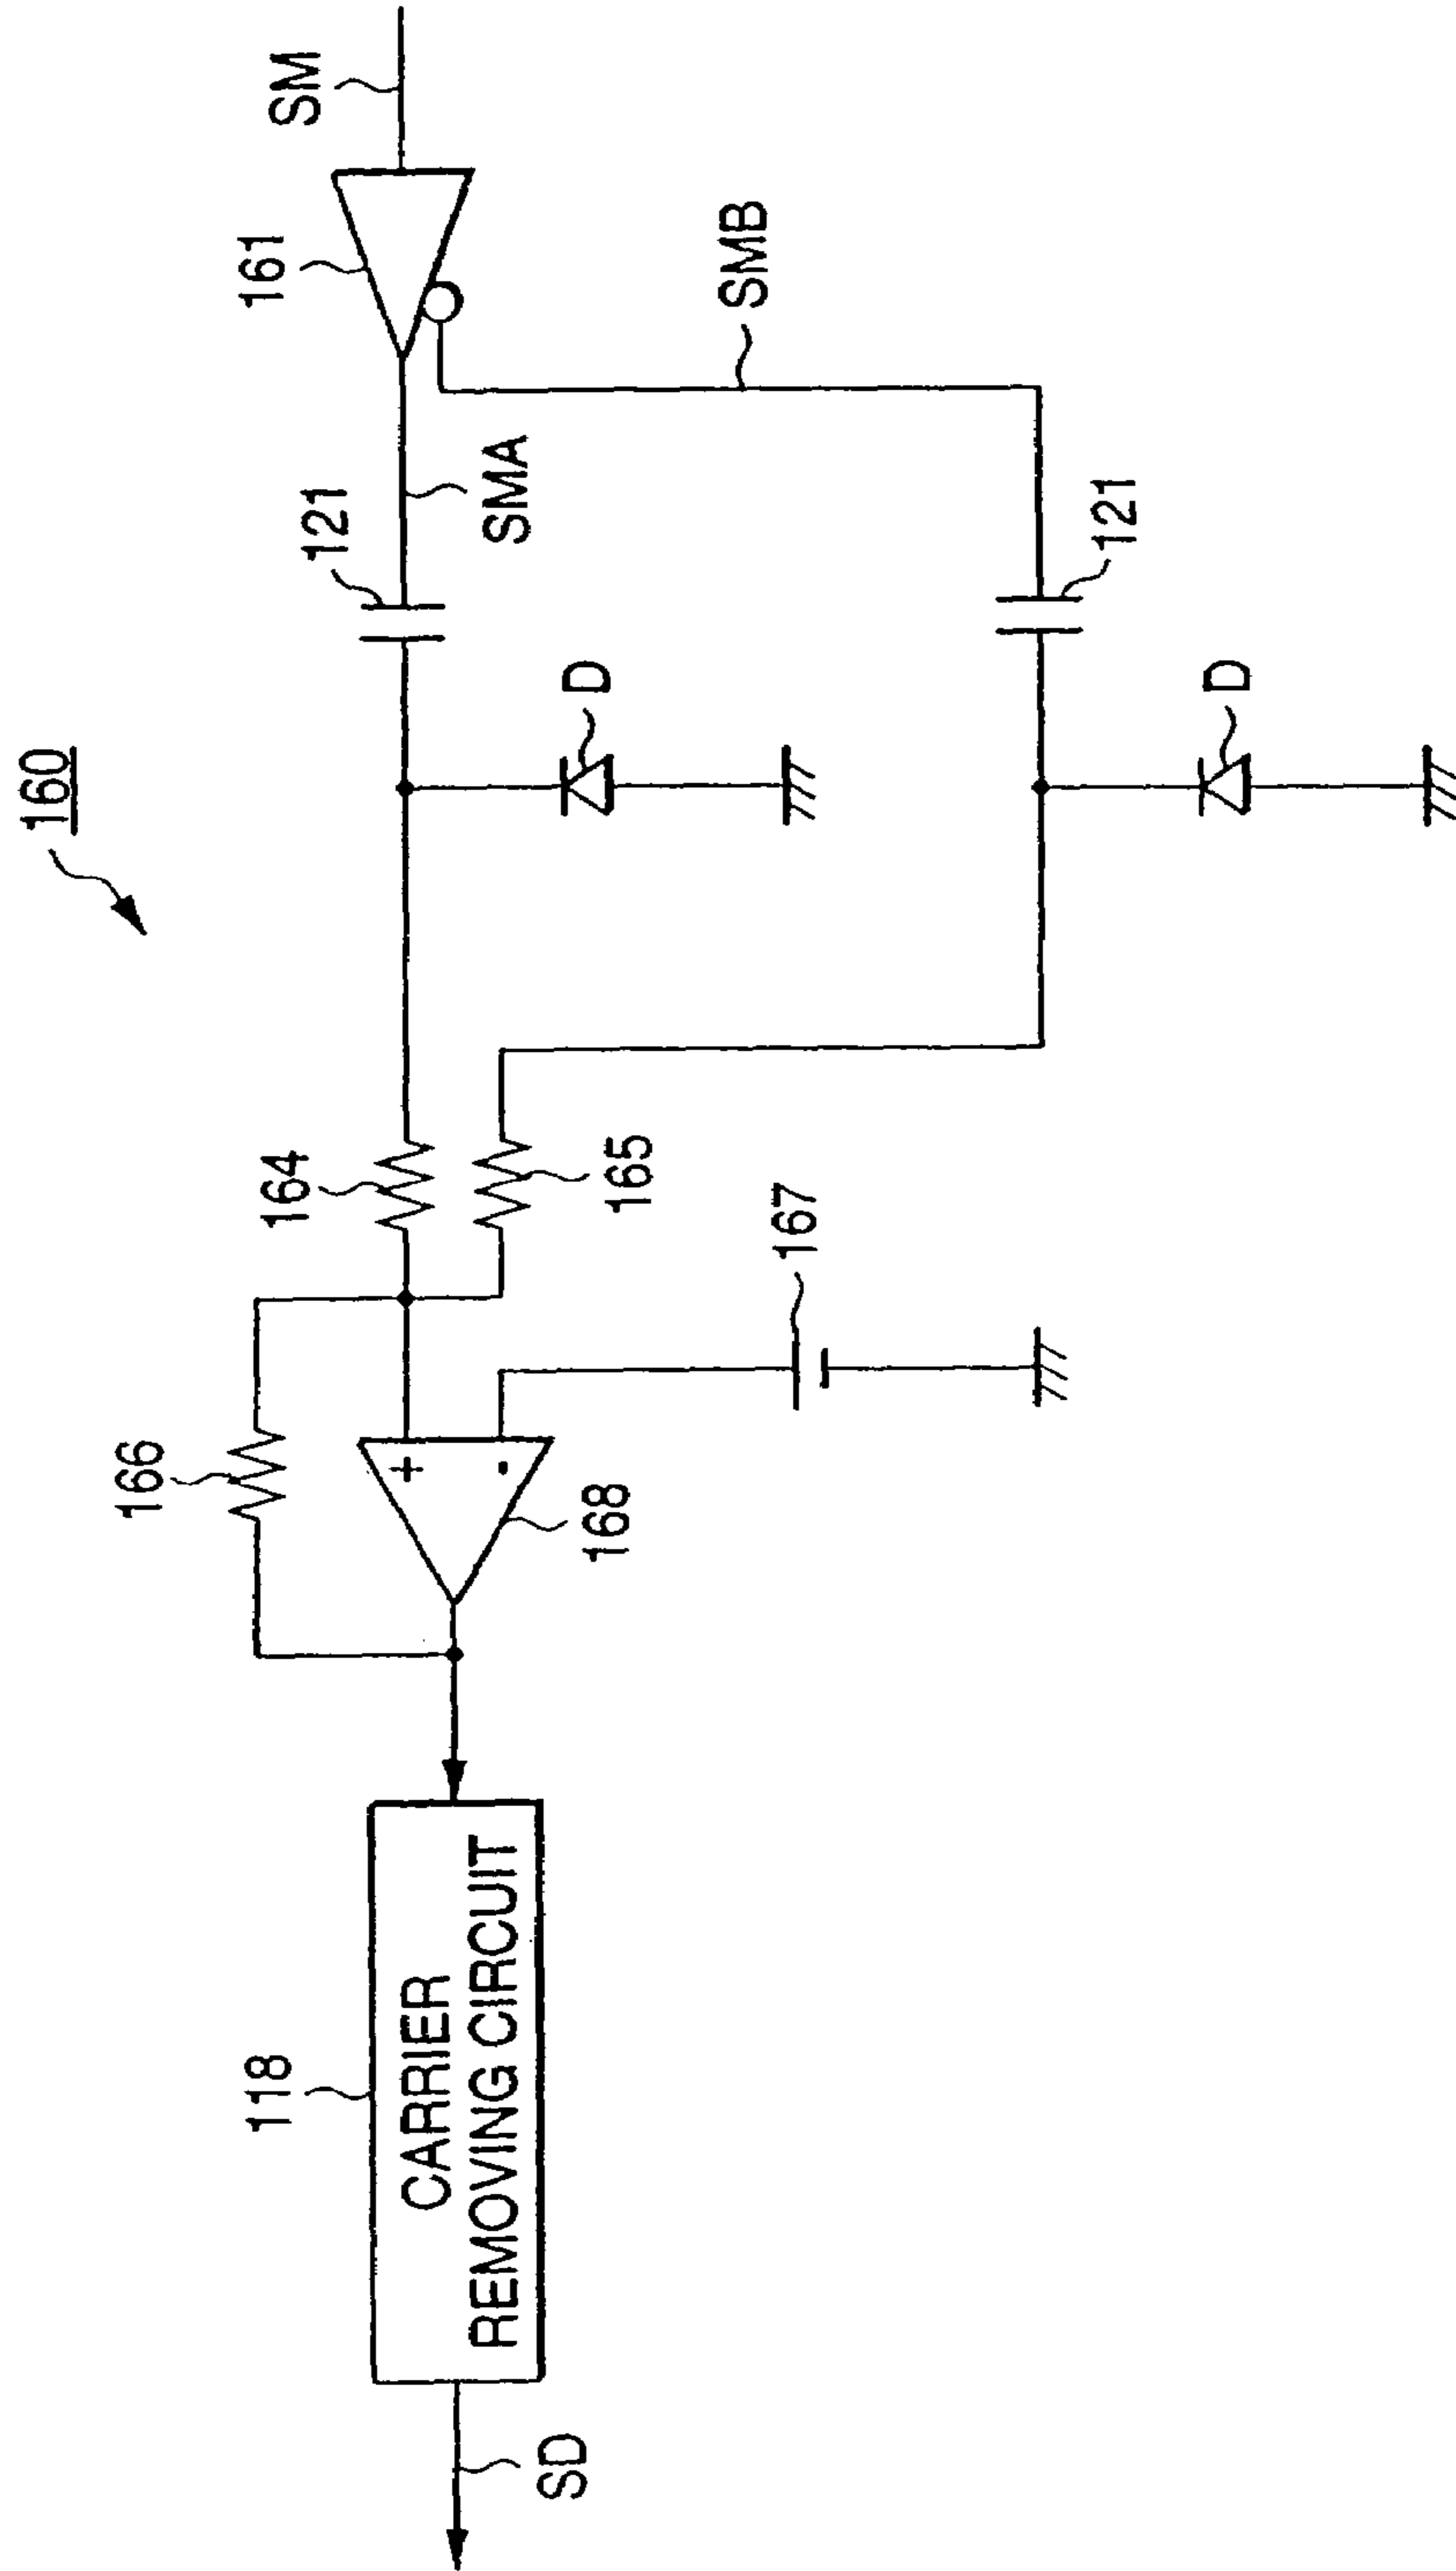 160
SM
161
SMA
SMB
121
121
D
D
164
165
166
167
+
-
168
118
CARRIER
REMOVING CIRCUIT
SD